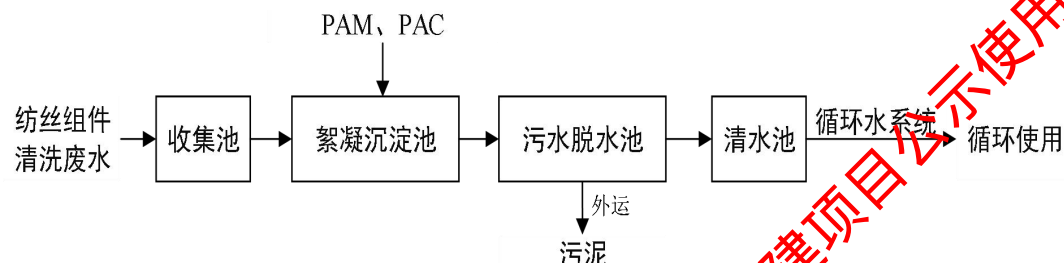 PAM、PAC
纺丝组件
清洗废水
收集池
絮凝沉淀池
污水脱水池
清水池
循环水系统
循环使用
外运
污泥
建项目公示使用